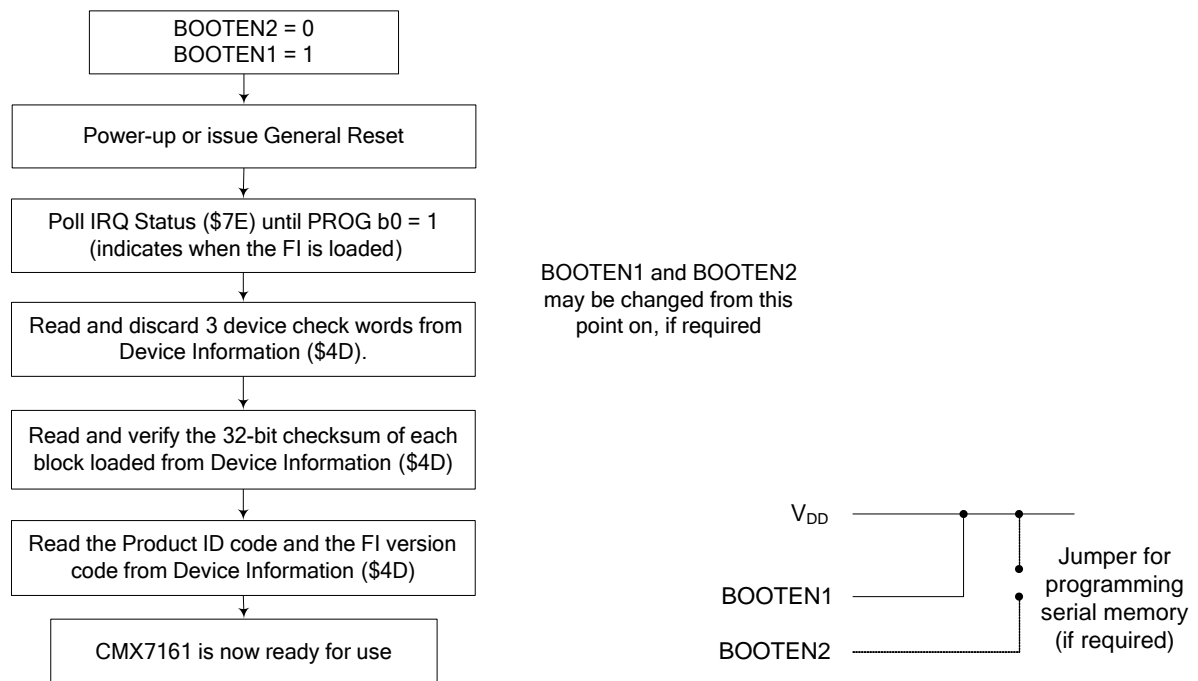 BOOTEN2 = 0
BOOTEN1 = 1
Power-up or issue General Reset
Poll IRQ Status ($7E) until PROG b0 = 1
(indicates when the FI is loaded)
BOOTEN1 and BOOTEN2
may be changed from this
point on, if required
Read and discard 3 device check words from
Device Information ($4D).
Read and verify the 32-bit checksum of each
block loaded from Device Information ($4D)
Read the Product ID code and the FI version
code from Device Information ($4D)
CMX7161 is now ready for use
VDD
BOOTEN1
BOOTEN2
Jumper for
programming
serial memory
(if required)